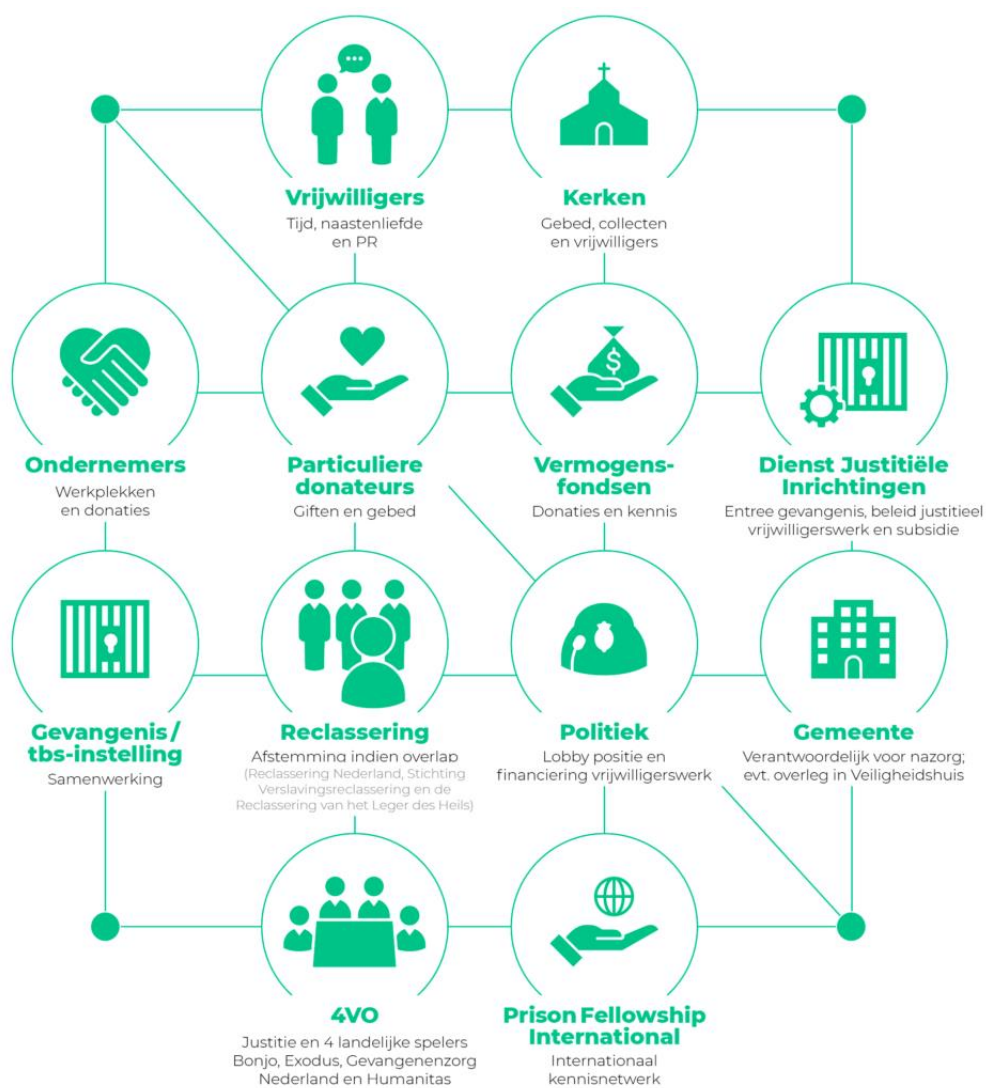 Vrijwilligers
Tijd, naastenliefde
en PR
Kerken
Gebed, collecten
en vrijwilligers
Ondernemers
Werkplekken
en donaties
Particuliere
donateurs
Giften en gebed
$
Vermogens-
fondsen
Donaties en kennis
Dienst Justitiële
Inrichtingen
Entree gevangenis, beleid justitieel
vrijwilligerswerk en subsidie
Gevangenis/
tbs-instelling
Samenwerking
Reclassering
Afstemming indien overlap
(Reclassering Nederland, Stichting
Verslavingsreclassering en de
Reclassering van het Leger des Heils)
Politiek
Lobby positie en
financiering vrijwilligerswerk
Gemeente
Verantwoordelijk voor nazorg;
evt. overleg in Veiligheidshuis
4VO
Justitie en 4 landelijke spelers
Bonjo, Exodus, Gevangenenzorg
Nederland en Humanitas
Prison Fellowship
International
Internationaal
kennisnetwerk